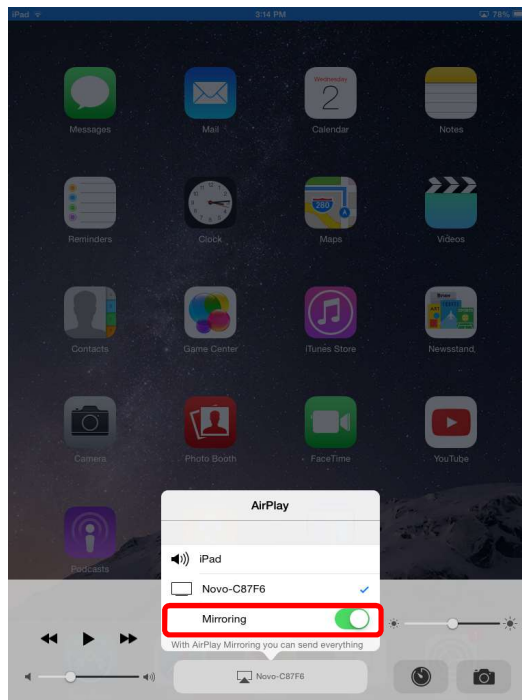 iPad 3:14 PM 78%
Wednesday
2
Messages Mail Calendar Notes
280
Reminders Clock Maps Videos
Contacts Game Center iTunes Store Newsstand
Camera Photo Booth FaceTime YouTube
Podcasts
AirPlay
iPad
Novo-C87F6
Mirroring
With AirPlay Mirroring you can send everything
Novo-C87F6